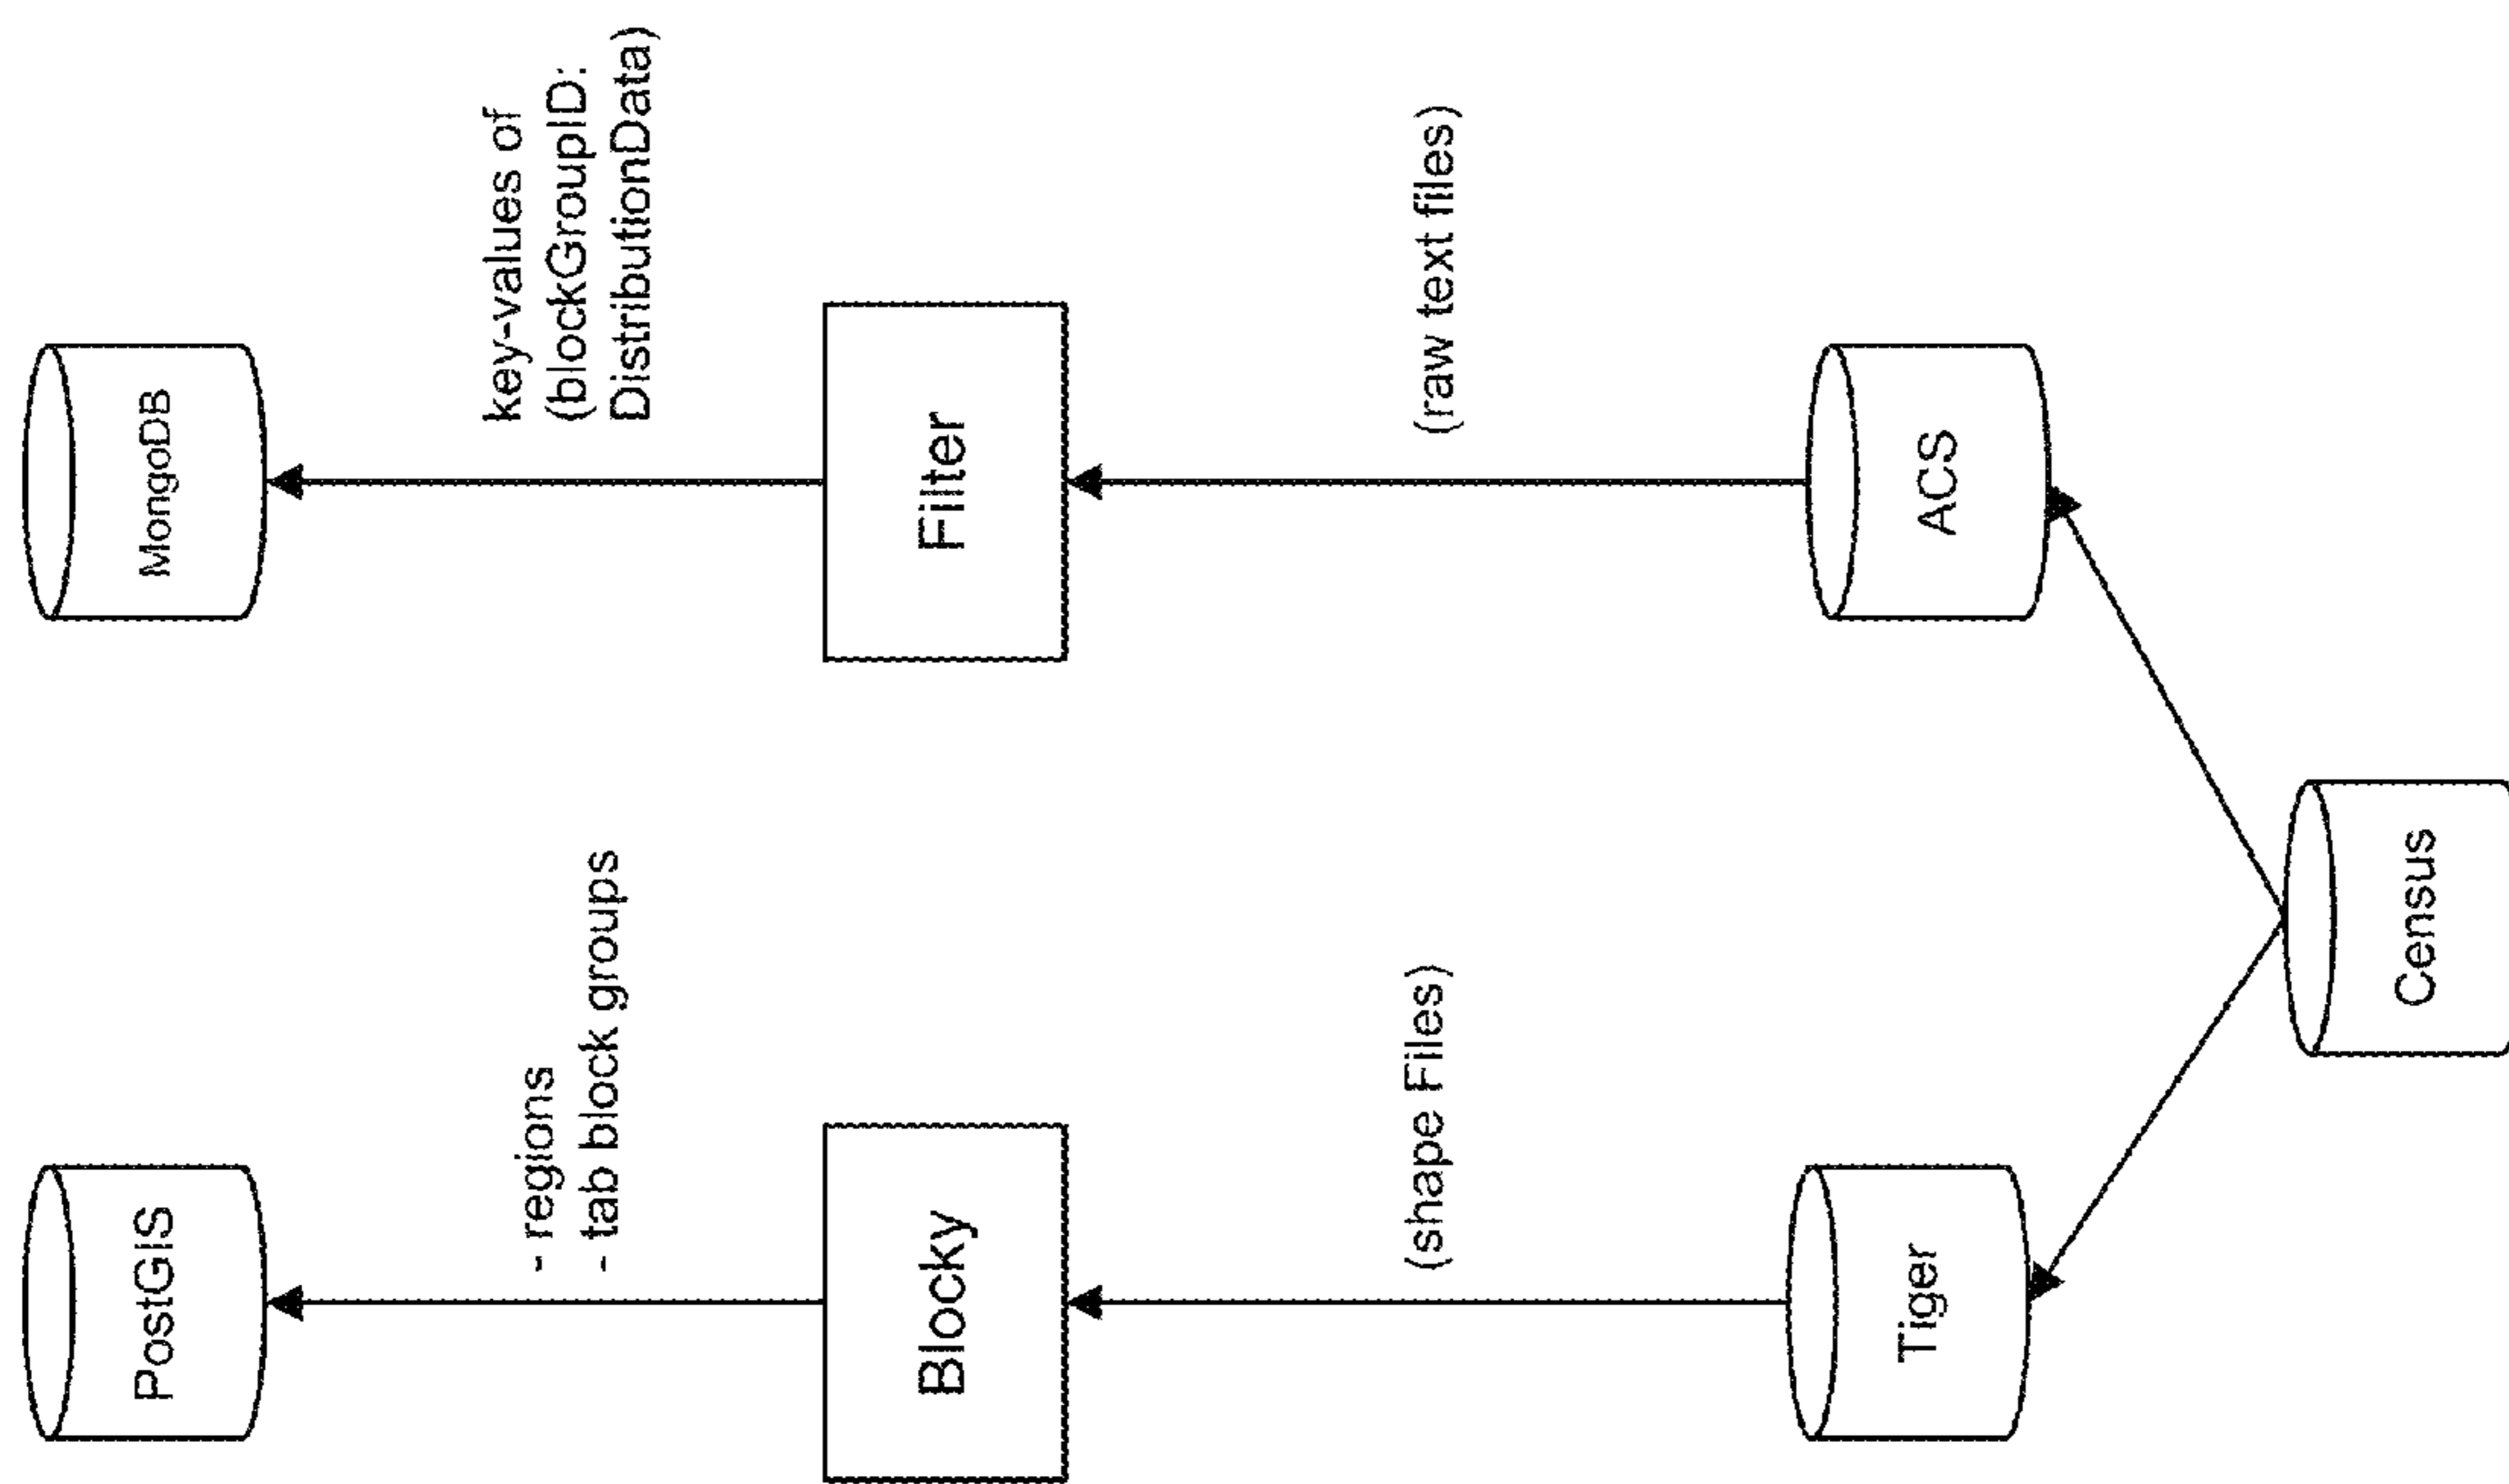 PostGIS
- regions
- tab block groups
Blocky
(shape Files)
Tiger
Census
MongoDB
key-values of
(blockGroupID:
DistributionData)
Filter
(raw text files)
ACS